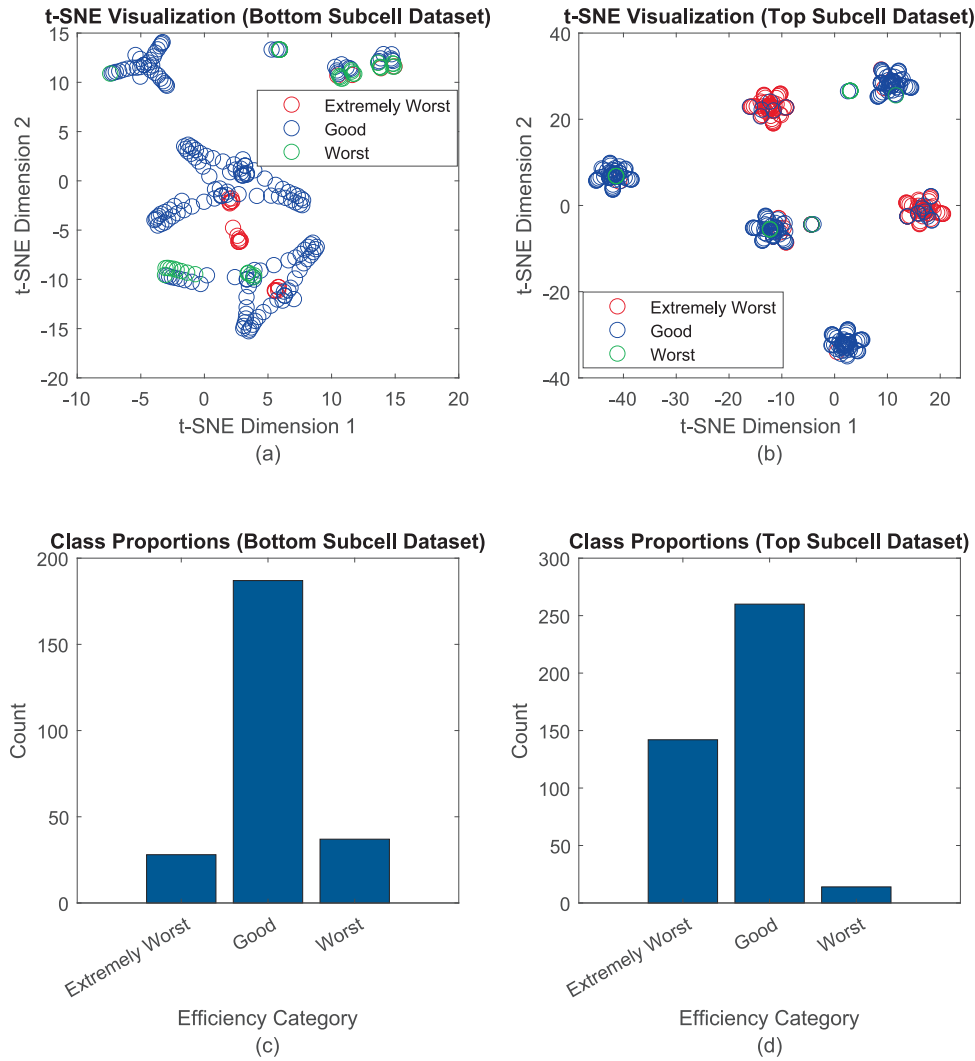 t-SNE Visualization (Bottom Subcell Dataset)
15
10
5
0
-5
-10
-15
-20
t-SNE Dimension 2
Extremely Worst
Good
Worst
-10
-5
0
5
10
15
20
t-SNE Dimension 1
(a)
t-SNE Visualization (Top Subcell Dataset)
40
20
0
-20
-40
t-SNE Dimension 2
Extremely Worst
Good
Worst
-40
-30
-20
-10
0
10
20
t-SNE Dimension 1
(b)
Class Proportions (Bottom Subcell Dataset)
200
150
100
50
0
Count
Extremely Worst
Good
Worst
Efficiency Category
(c)
Class Proportions (Top Subcell Dataset)
300
250
200
150
100
50
0
Count
Extremely Worst
Good
Worst
Efficiency Category
(d)